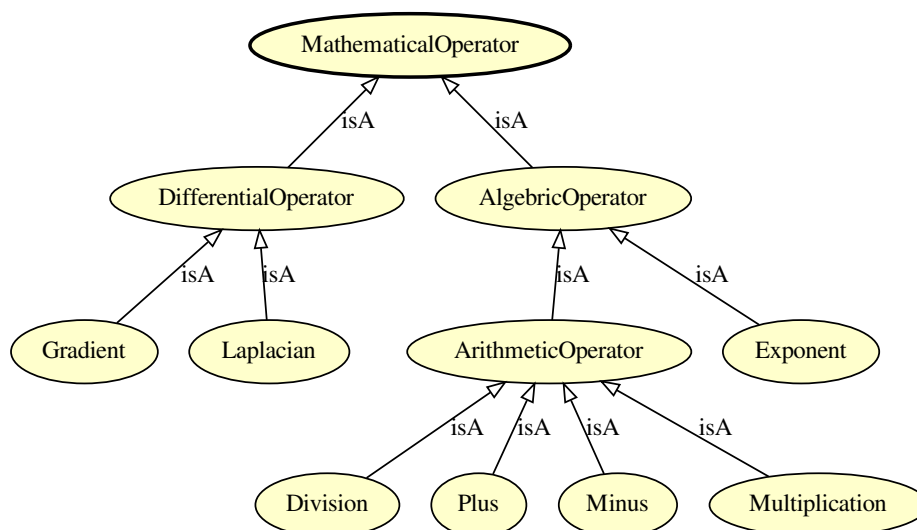 MathematicalOperator
isA
isA
DifferentialOperator
AlgebricOperator
isA
isA
isA
isA
Gradient
Laplacian
ArithmeticOperator
Exponent
isA
isA
isA
isA
Division
Plus
Minus
Multiplication